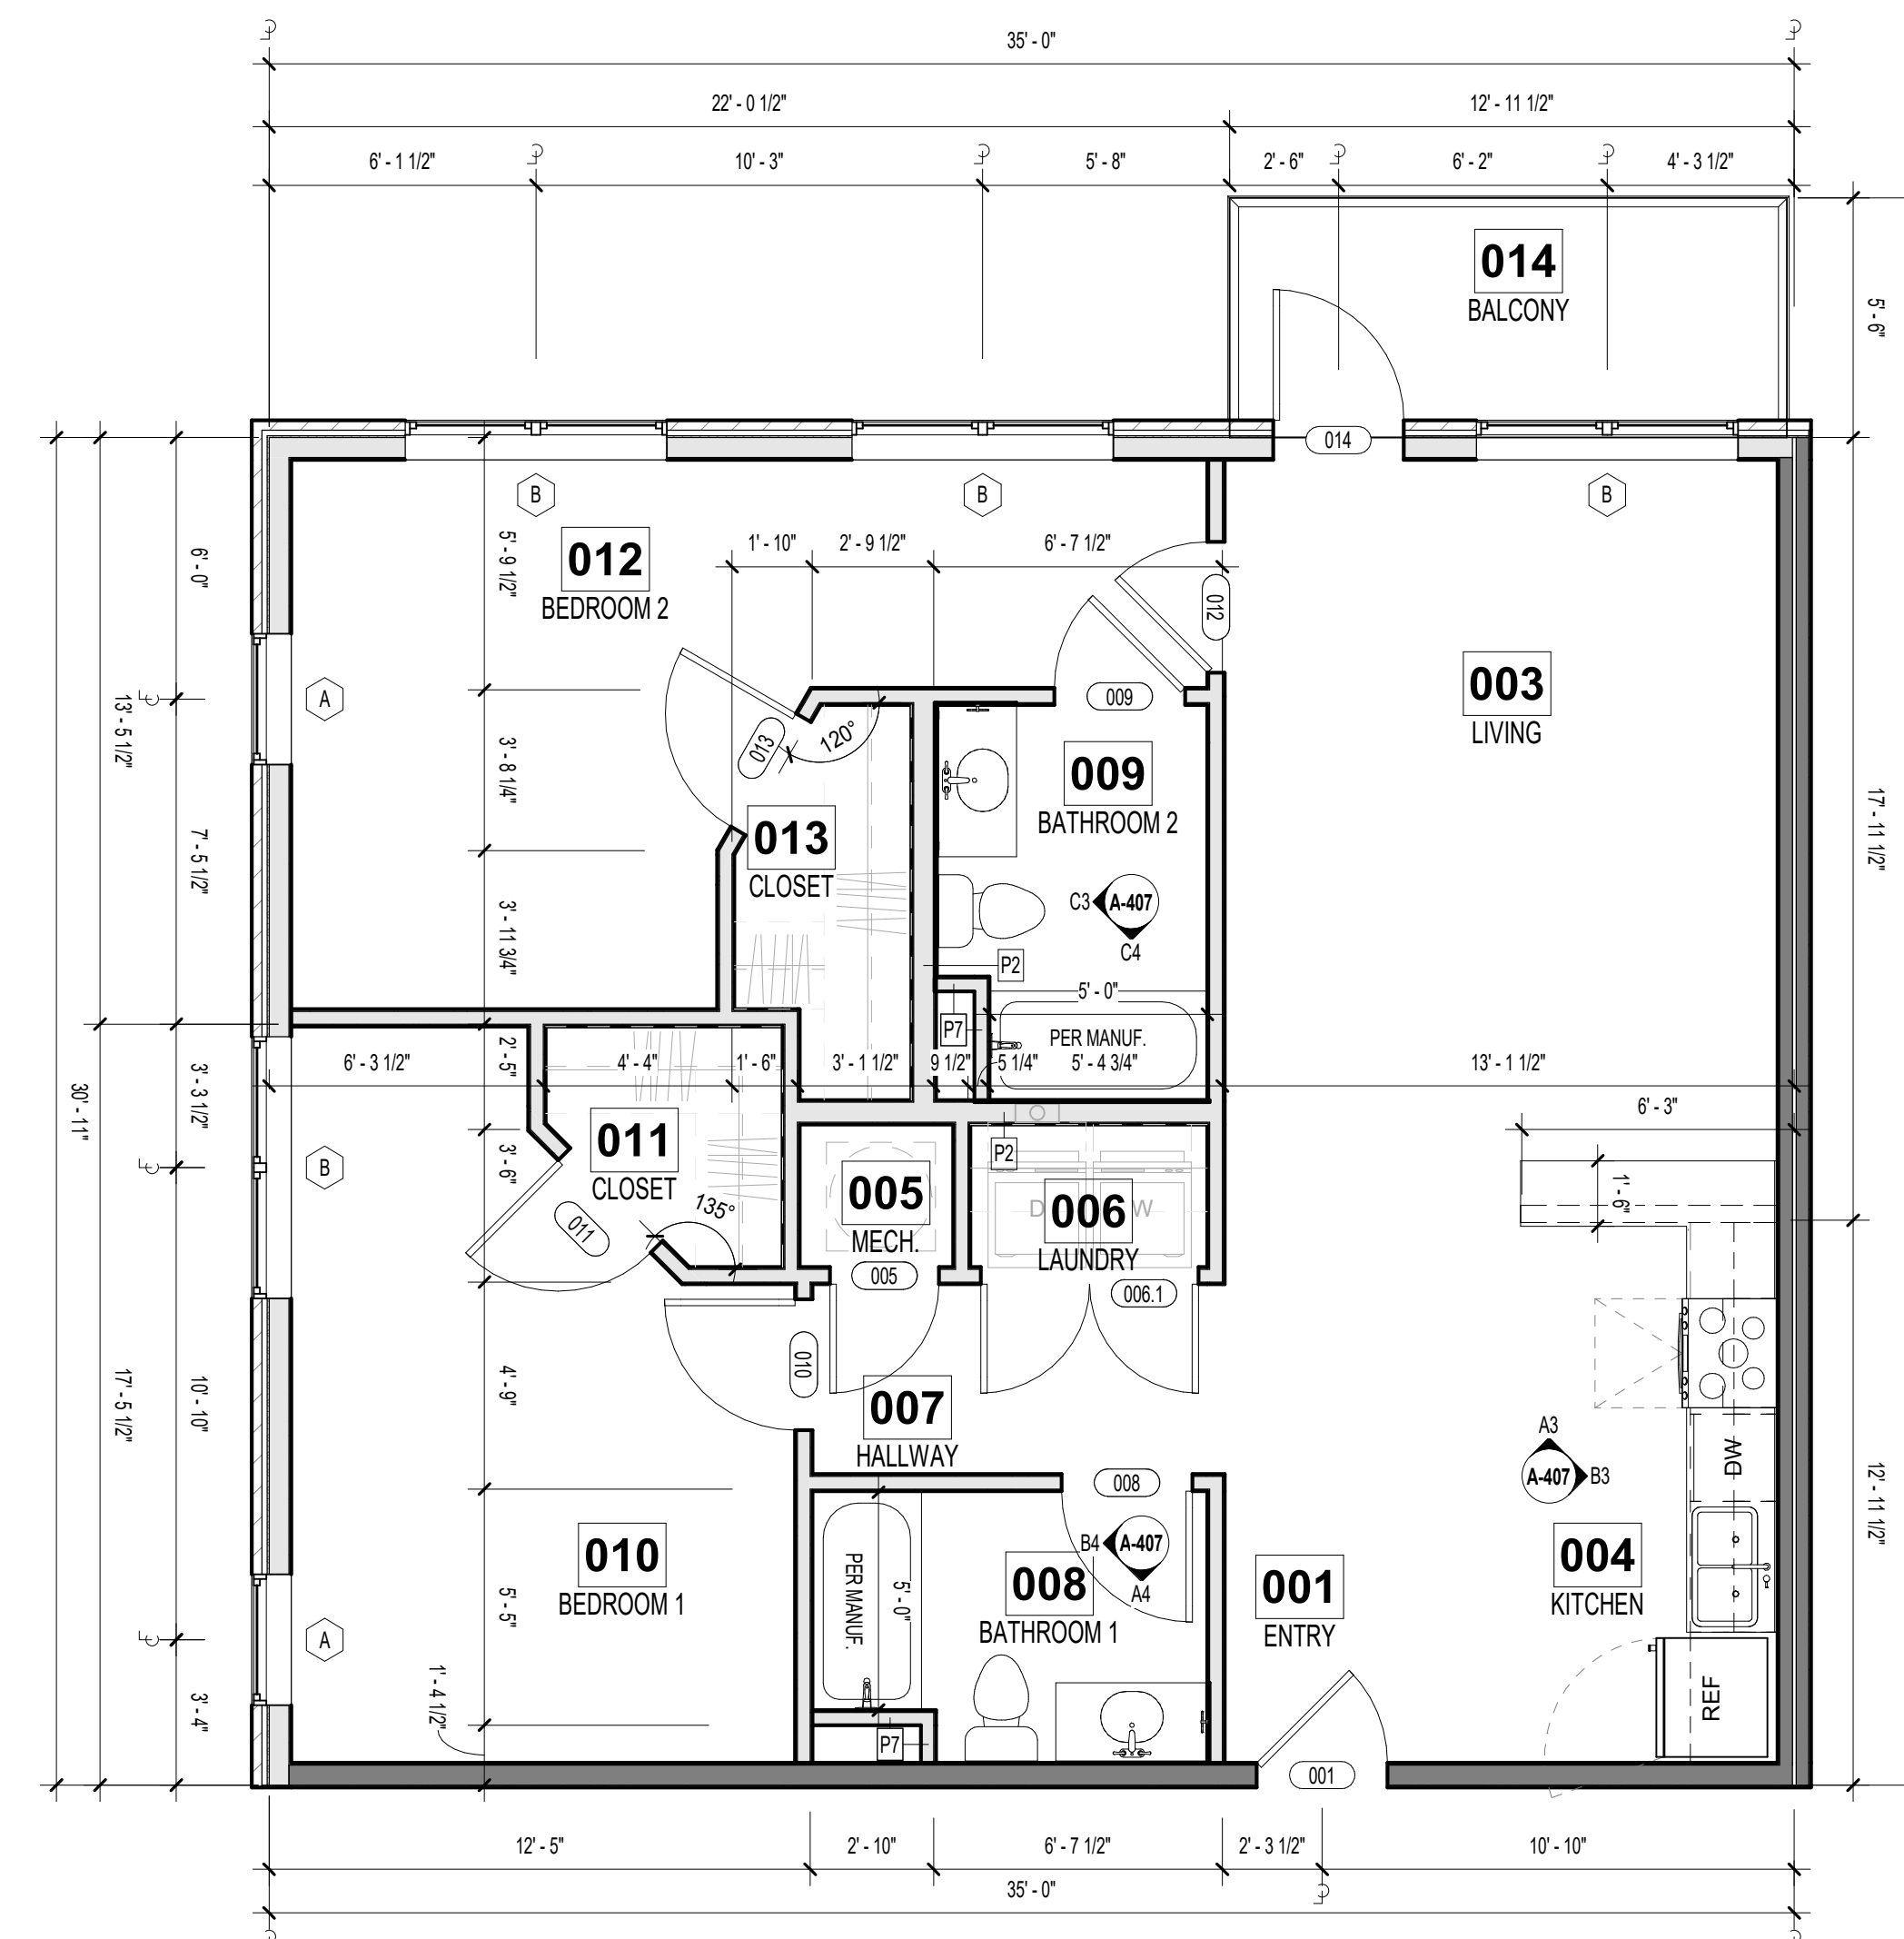 35' - 0"
22' - 0 1/2"
12' - 11 1/2"
6' - 1 1/2"
10' - 3"
5' - 8"
2' - 6"
6' - 2"
4' - 3 1/2"
014
BALCONY
5' - 6"
014
B
B
B
012
BEDROOM 2
5' - 9 1/2"
1' - 10"
2' - 9 1/2"
6' - 7 1/2"
6' - 0"
012
A
003
LIVING
009
13' - 5 1/2"
013
120°
3' - 8 1/4"
009
BATHROOM 2
17' - 11 1/2"
013
CLOSET
7' - 5 1/2"
C3
A-407
C4
3' - 11 3/4"
P2
5' - 0"
P7
PER MANUF.
6' - 3 1/2"
2' - 5"
4' - 4"
1' - 6"
3' - 1 1/2"
9 1/2"
5 1/4"
5' - 4 3/4"
13' - 1 1/2"
3' - 3 1/2"
30' - 11"
6' - 3"
B
011
CLOSET
3' - 6"
P2
005
MECH.
D
W
006
LAUNDRY
1' - 6"
135°
011
005
006.1
010
17' - 5 1/2"
10' - 10"
4' - 9"
007
HALLWAY
A3
A-407
B3
DW
008
12' - 11 1/2"
010
BEDROOM 1
PER MANUF.
5' - 0"
B4
A-407
A4
008
BATHROOM 1
001
ENTRY
004
KITCHEN
5' - 5"
A
1' - 4 1/2"
3' - 4"
P7
REF
001
12' - 5"
2' - 10"
6' - 7 1/2"
2' - 3 1/2"
10' - 10"
35' - 0"